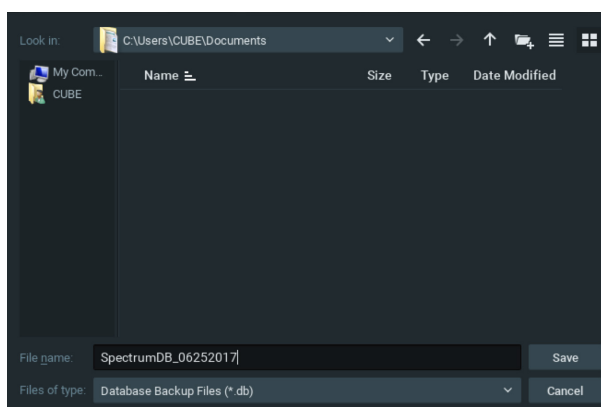 Look in: C:\Users\CUBE\Documents
My Com...
CUBE
Name Size Type Date Modified
File name: SpectrumDB_06252017 Save
Files of type: Database Backup Files (*.db) Cancel